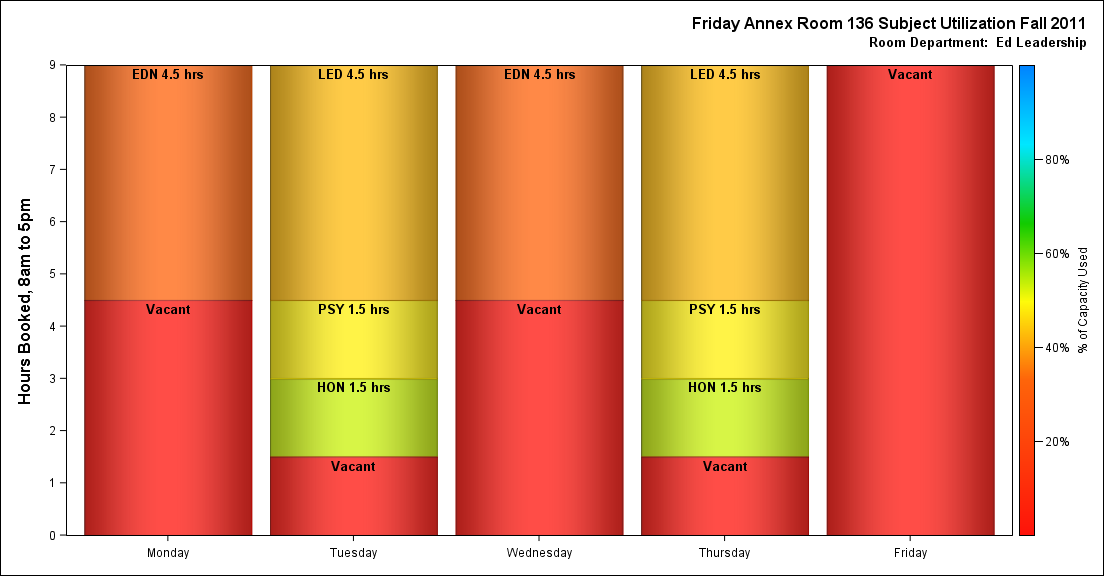 Friday Annex Room 136 Subject Utilization Fall 2011
Room Department:  Ed Leadership
Hours Booked, 8am to 5pm
9
8
7
6
5
4
3
2
1
0
EDN 4.5 hrs
Vacant
LED 4.5 hrs
PSY 1.5 hrs
HON 1.5 hrs
Vacant
EDN 4.5 hrs
Vacant
LED 4.5 hrs
PSY 1.5 hrs
HON 1.5 hrs
Vacant
Vacant
Monday
Tuesday
Wednesday
Thursday
Friday
80%
60%
40%
20%
% of Capacity Used